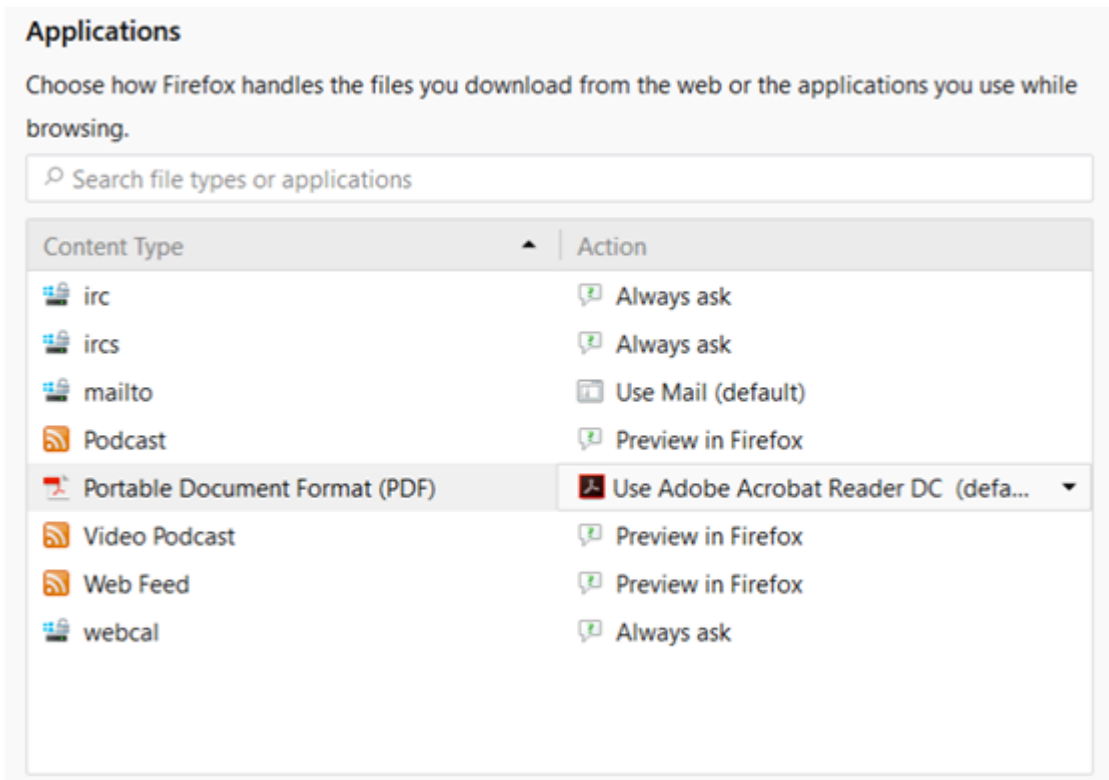 Applications
Choose how Firefox handles the files you download from the web or the applications you use while
browsing.
Search file types or applications
Content Type Action
irc Always ask
ircs Always ask
mailto Use Mail (default)
Podcast Preview in Firefox
Portable Document Format (PDF) Use Adobe Acrobat Reader DC (defa...
Video Podcast Preview in Firefox
Web Feed Preview in Firefox
webcal Always ask